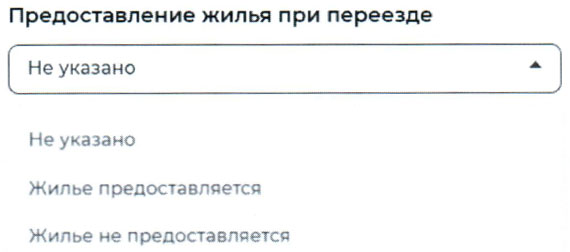 Предоставление жилья при переезде
Не указано
Не указано
Жилье предоставляется
Жилье не предоставляется